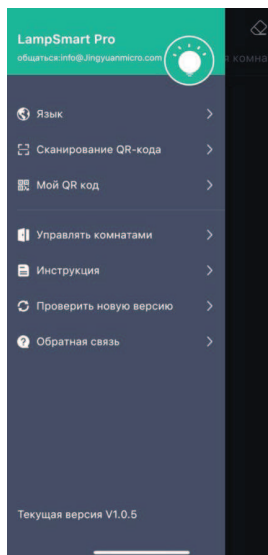 LampSmart Pro
общаться:info@Jingyuanmicro.com
я комна
Язык
Сканирование QR-кода
Мой QR код
Управлять комнатами
Инструкция
Проверить новую версию
Обратная связь
Текущая версия V1.0.5